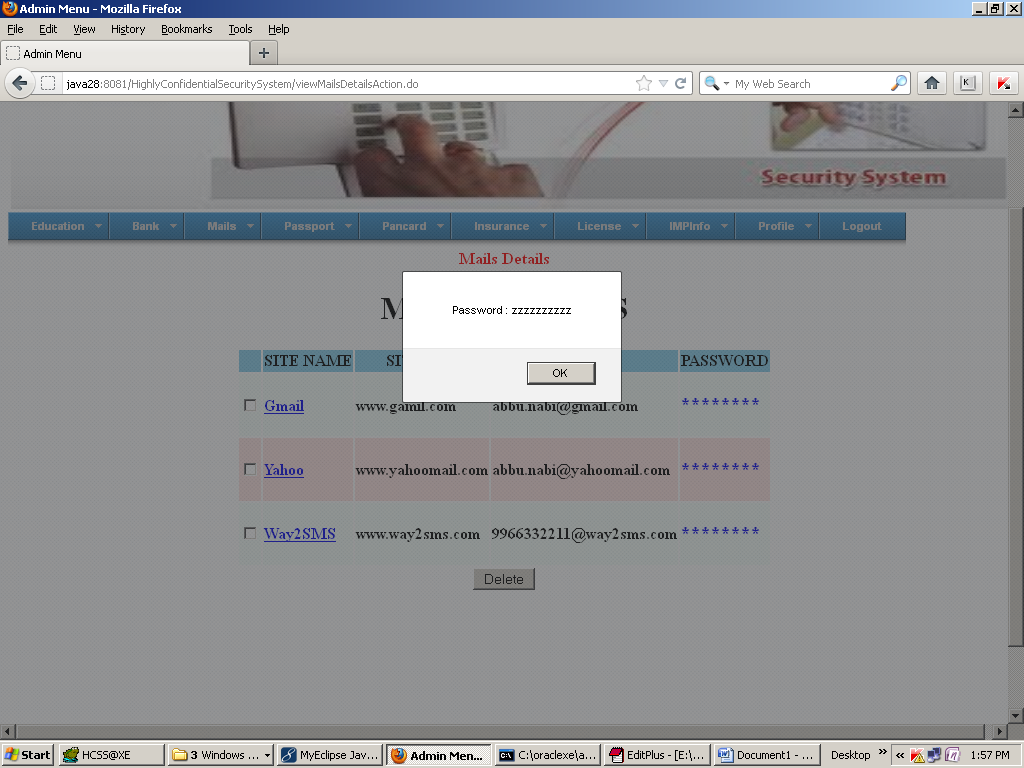 Admin Menu - Mozilla Firefox
File Edit View History Bookmarks Tools Help
Admin Menu
java28:8081/HighlyConfidentialSecuritySystem/viewMailsDetailsAction.do My Web Search
Security System
Education Bank Mails Passport Pancard Insurance License IMPInfo Profile Logout
Mails Details
Password : zzzzzzzzzz
OK
SITE NAME PASSWORD
Gmail www.gamil.com abbu.nabi@gmail.com ********
Yahoo www.yahoomail.com abbu.nabi@yahoomail.com ********
Way2SMS www.way2sms.com 9966332211@way2sms.com ********
Delete
Start HCSS@XE 3 Windows ... MyEclipse Jav... Admin Men... C:\oraclexe\a... EditPlus - [E:\... Document1 - ... Desktop 1:57 PM